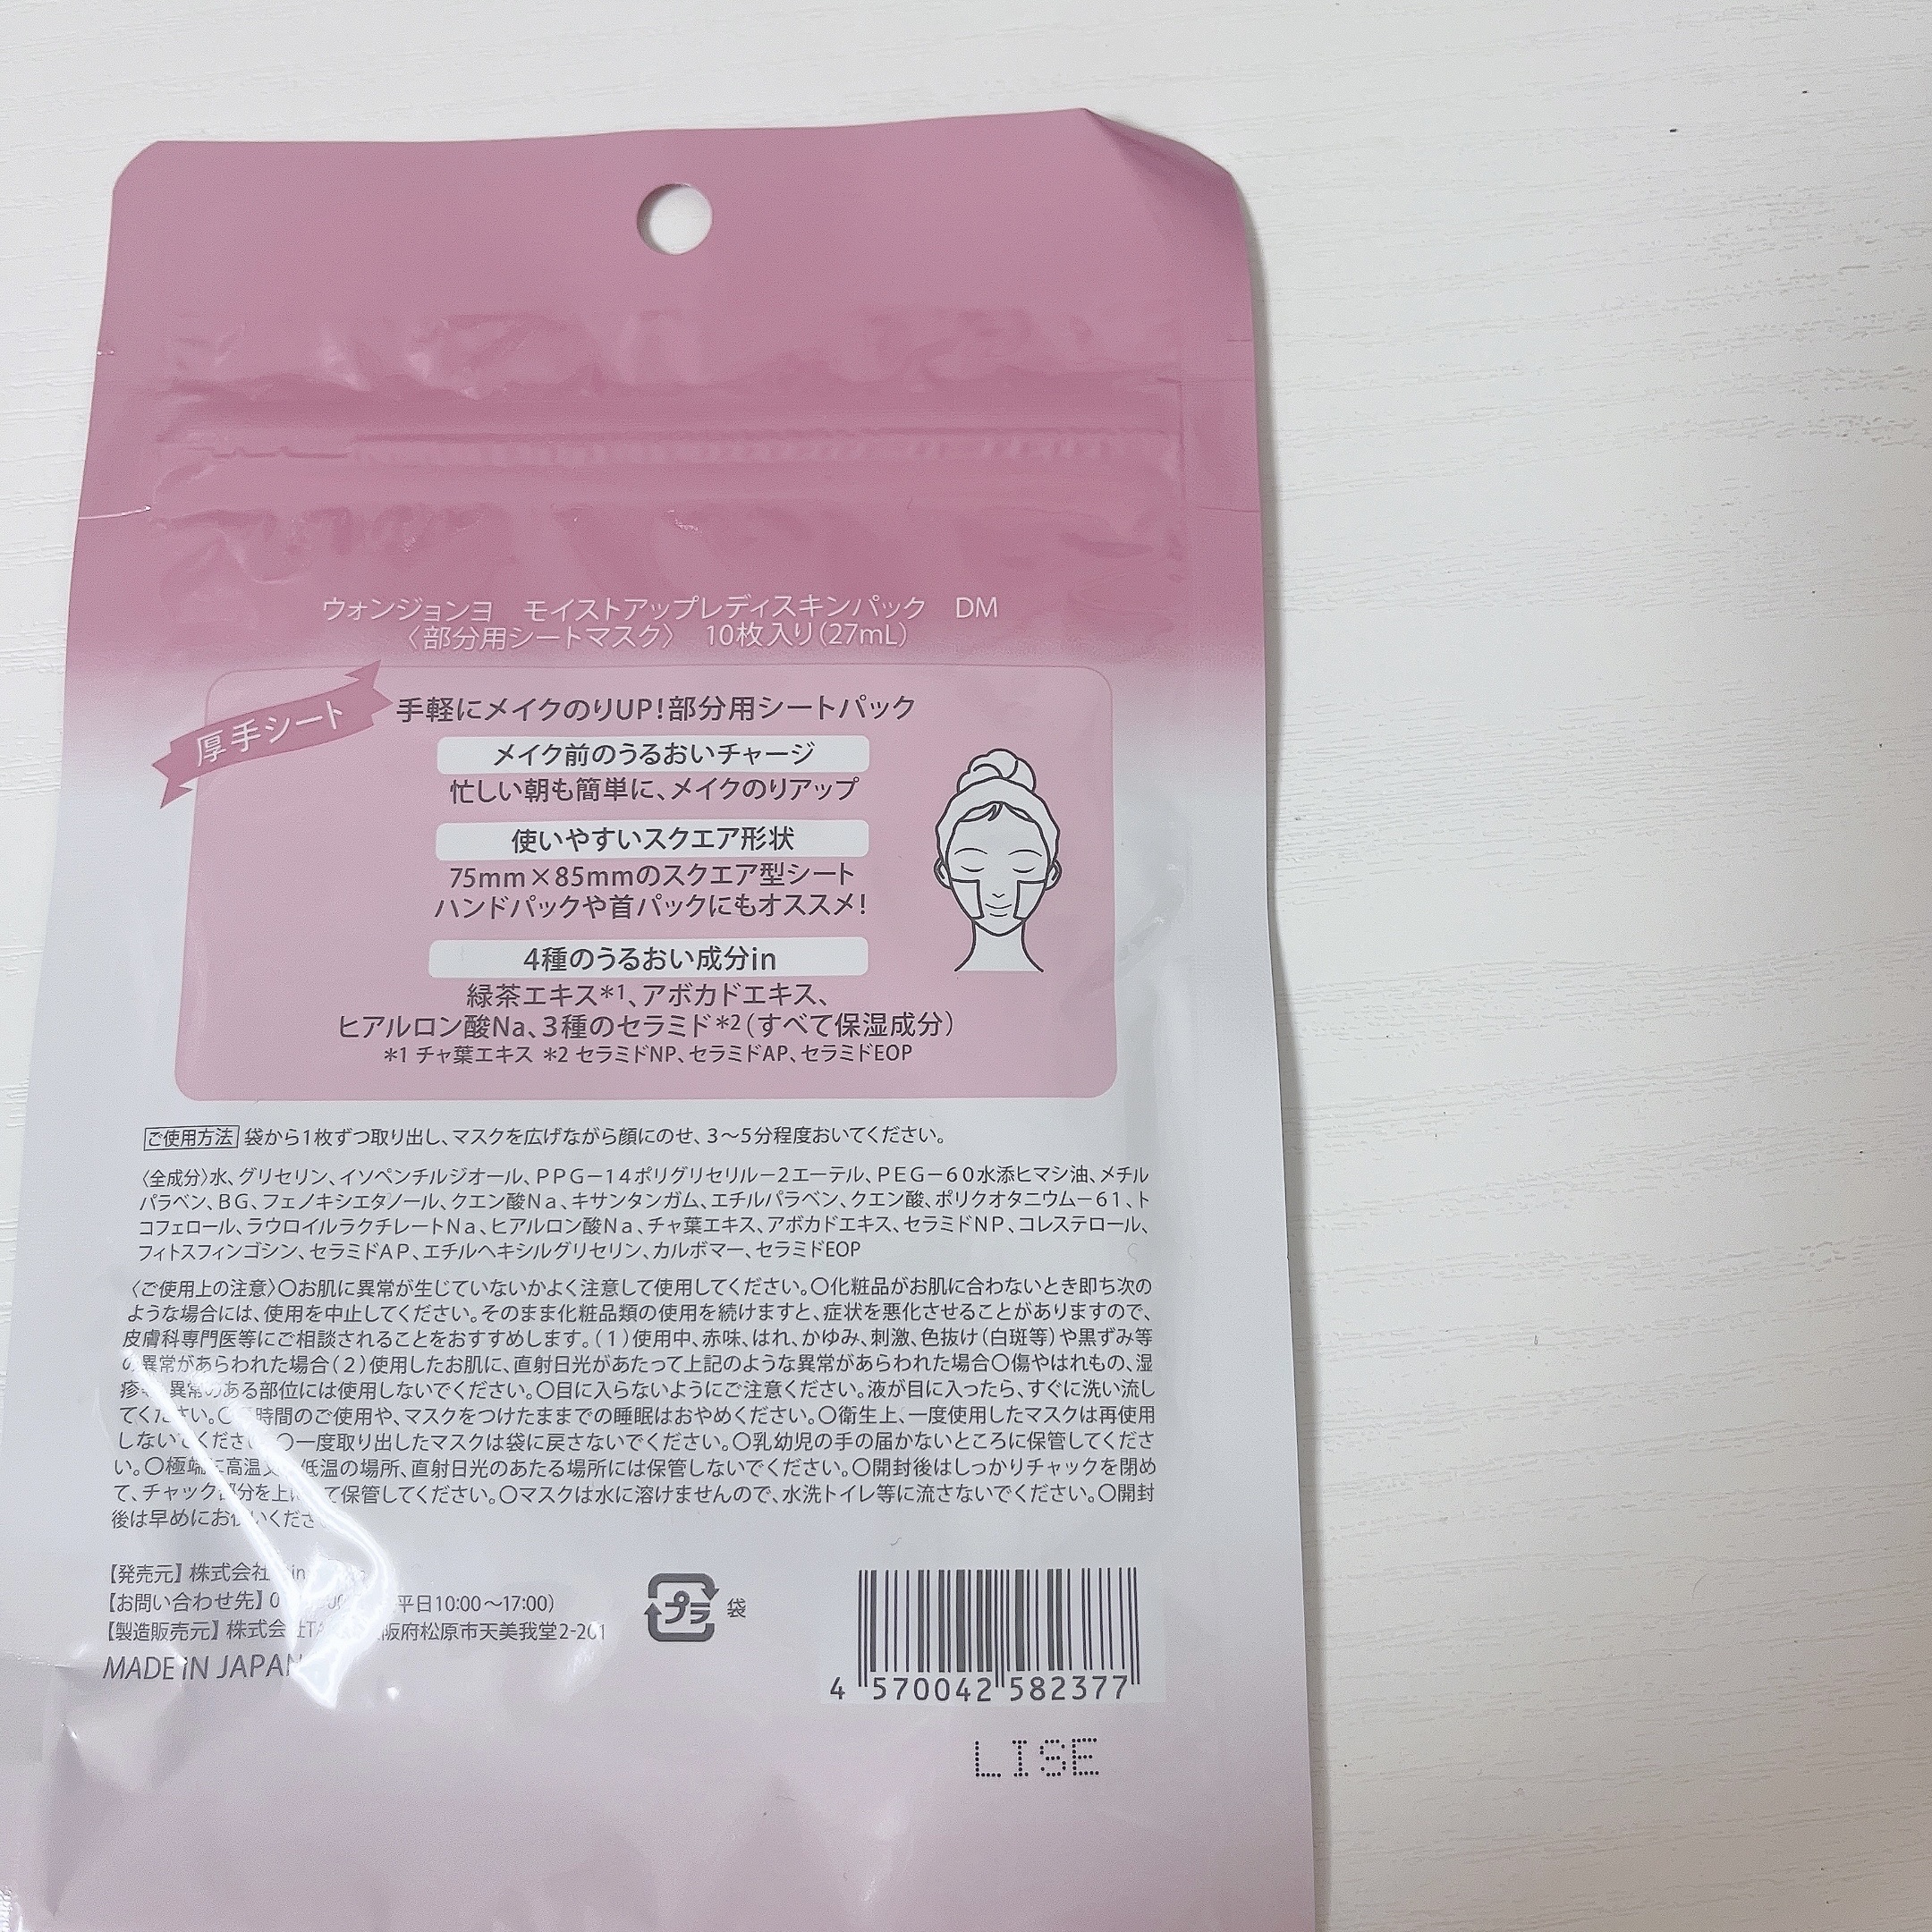 ウォンジョンヨ モイストアップレディスキンパック DM
〈部分用シートマスク〉 10枚入り(27mL)
厚手シート
手軽にメイクのりUP!部分用シートパック
メイク前のうるおいチャージ
忙しい朝も簡単に、メイクのりアップ
使いやすいスクエア形状
75mm×85mmのスクエア型シート
ハンドパックや首パックにもオススメ!
4種のうるおい成分in
緑茶エキス*1、アボカドエキス、
ヒアルロン酸Na、3種のセラミド*2(すべて保湿成分)
*1 チャ葉エキス *2 セラミドNP、セラミドAP、セラミドEOP
ご使用方法 袋から1枚ずつ取り出し、マスクを広げながら顔にのせ、3〜5分程度おいてください。
〈全成分〉水、グリセリン、イソペンチルジオール、PPG−14ポリグリセリル−2エーテル、PEG−60水添ヒマシ油、メチル
パラベン、BG、フェノキシエタノール、クエン酸Na、キサンタンガム、エチルパラベン、クエン酸、ポリクオタニウム−61、ト
コフェロール、ラウロイルラクチレートNa、ヒアルロン酸Na、チャ葉エキス、アボカドエキス、セラミドNP、コレステロール、
フィトスフィンゴシン、セラミドAP、エチルヘキシルグリセリン、カルボマー、セラミドEOP
〈ご使用上の注意〉〇お肌に異常が生じていないかよく注意して使用してください。〇化粧品がお肌に合わないとき即ち次の
ような場合には、使用を中止してください。そのまま化粧品類の使用を続けますと、症状を悪化させることがありますので、
皮膚科専門医等にご相談されることをおすすめします。(1)使用中、赤味、はれ、かゆみ、刺激、色抜け(白斑等)や黒ずみ等
の異常があらわれた場合(2)使用したお肌に、直射日光があたって上記のような異常があらわれた場合〇傷やはれもの、湿
疹 異常のある部位には使用しないでください。〇目に入らないようにご注意ください。液が目に入ったら、すぐに洗い流し
てください。〇 時間のご使用や、マスクをつけたままでの睡眠はおやめください。〇衛生上、一度使用したマスクは再使用
しないでください 〇一度取り出したマスクは袋に戻さないでください。〇乳幼児の手の届かないところに保管してくださ
い。〇極端に高温 低温の場所、直射日光のあたる場所には保管しないでください。〇開封後はしっかりチャックを閉め
て、チャック部分を上に て保管してください。〇マスクは水に溶けませんので、水洗トイレ等に流さないでください。〇開封
後は早めにお使いくださ
【発売元】株式会社
【お問い合わせ先】 平日10:00〜17:00)
【製造販売元】株式会社 阪府松原市天美我堂2-201
MADE IN JAPAN
プラ 袋
4 570042 582377
LISE